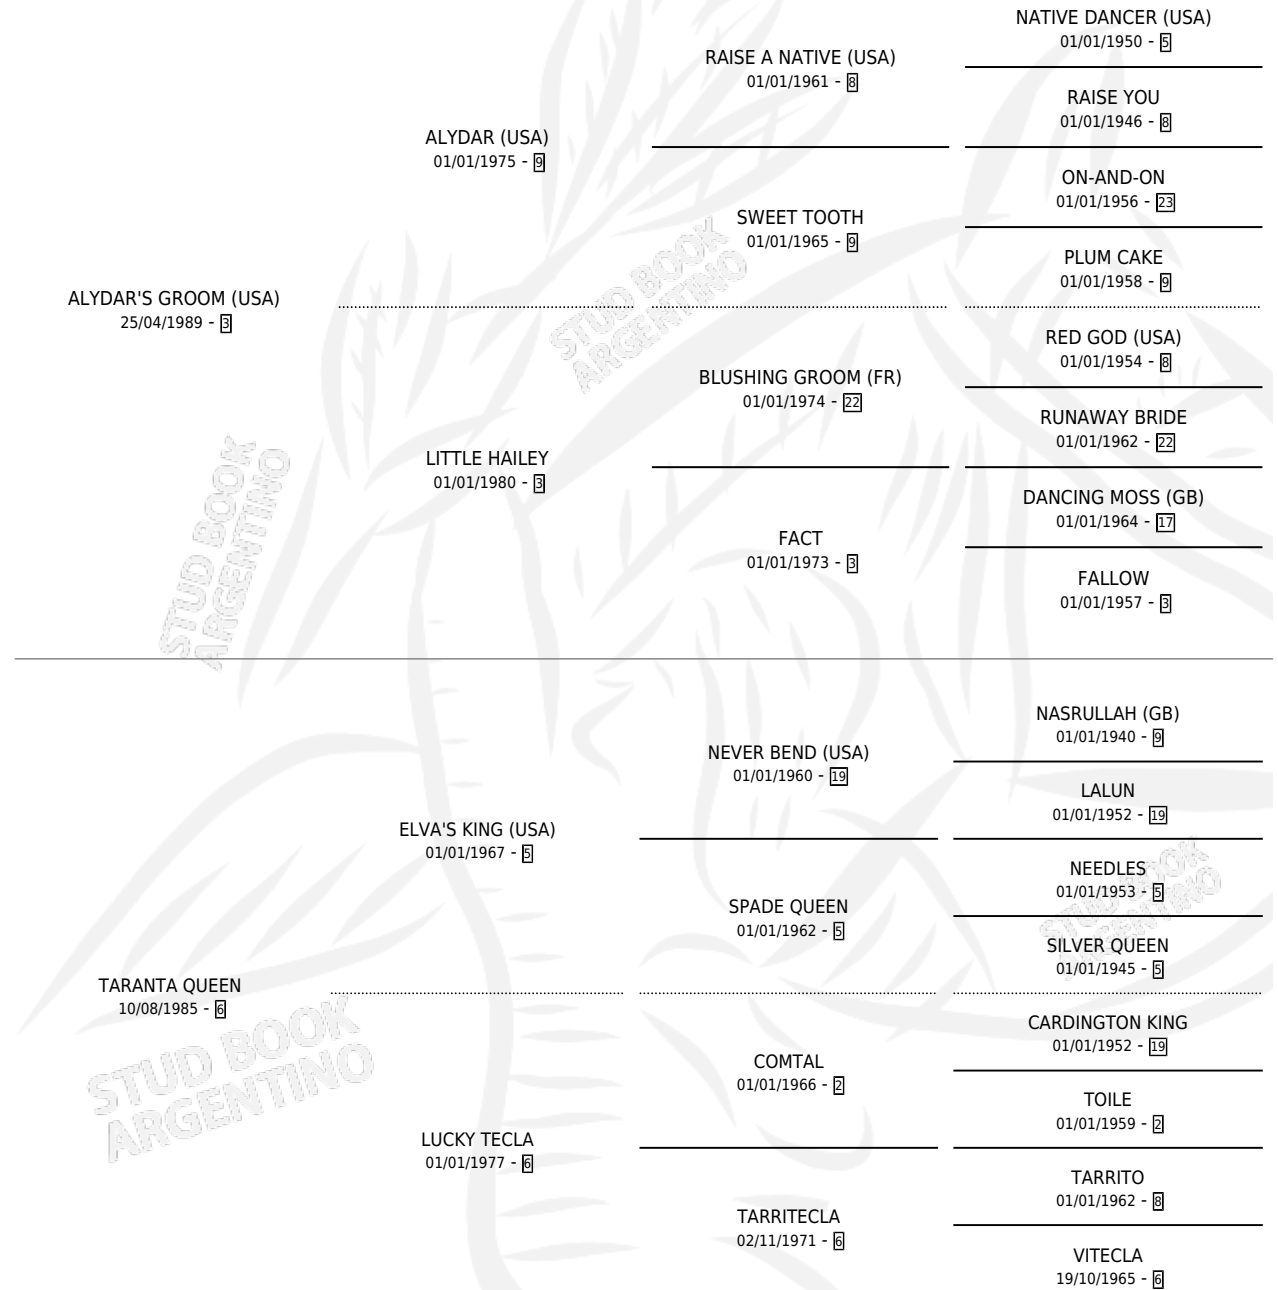 NATIVE DANCER (USA)
01/01/1950 - 5
RAISE A NATIVE (USA)
01/01/1961 - 8
RAISE YOU
01/01/1946 - 8
ALYDAR (USA)
01/01/1975 - 9
ON-AND-ON
01/01/1956 - 23
SWEET TOOTH
01/01/1965 - 9
PLUM CAKE
01/01/1958 - 9
ALYDAR'S GROOM (USA)
25/04/1989 - 3
RED GOD (USA)
01/01/1954 - 8
BLUSHING GROOM (FR)
01/01/1974 - 22
RUNAWAY BRIDE
01/01/1962 - 22
LITTLE HAILEY
01/01/1980 - 3
DANCING MOSS (GB)
01/01/1964 - 17
FACT
01/01/1973 - 3
FALLOW
01/01/1957 - 3
NASRULLAH (GB)
01/01/1940 - 9
NEVER BEND (USA)
01/01/1960 - 19
LALUN
01/01/1952 - 19
ELVA'S KING (USA)
01/01/1967 - 5
NEEDLES
01/01/1953 - 5
SPADE QUEEN
01/01/1962 - 5
SILVER QUEEN
01/01/1945 - 5
TARANTA QUEEN
10/08/1985 - 6
CARDINGTON KING
01/01/1952 - 19
COMTAL
01/01/1966 - 2
TOILE
01/01/1959 - 2
LUCKY TECLA
01/01/1977 - 6
TARRITO
01/01/1962 - 8
TARRITECLA
02/11/1971 - 6
VITECLA
19/10/1965 - 6
STUD BOOK
ARGENTINO
STUD BOOK
ARGENTINO
STUD BOOK
ARGENTINO
STUD BOOK
ARGENTINO